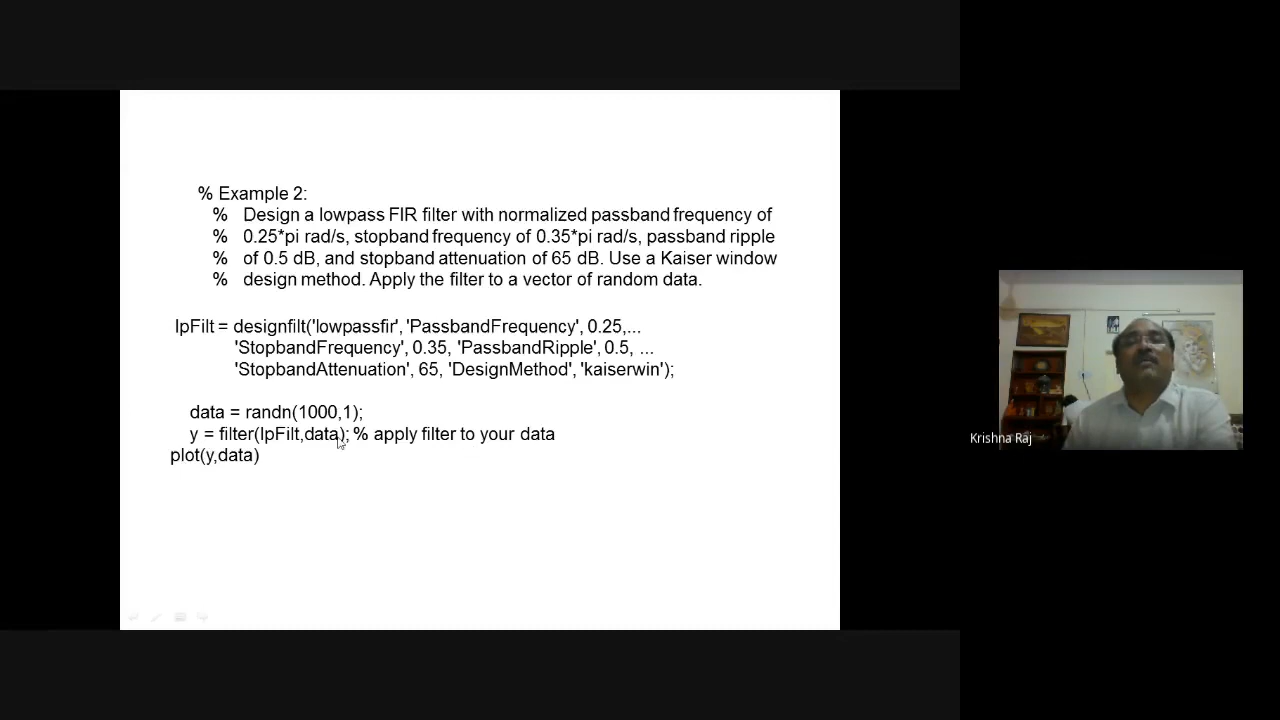 % Example 2:
% Design a lowpass FIR filter with normalized passband frequency of
% 0.25*pi rad/s, stopband frequency of 0.35*pi rad/s, passband ripple
% of 0.5 dB, and stopband attenuation of 65 dB. Use a Kaiser window
% design method. Apply the filter to a vector of random data.
lpFilt = designfilt('lowpassfir', 'PassbandFrequency', 0.25,...
'StopbandFrequency', 0.35, 'PassbandRipple', 0.5, ...
'StopbandAttenuation', 65, 'DesignMethod', 'kaiserwin');
data = randn(1000,1);
y = filter(lpFilt,data); % apply filter to your data
plot(y,data)
Krishna Raj